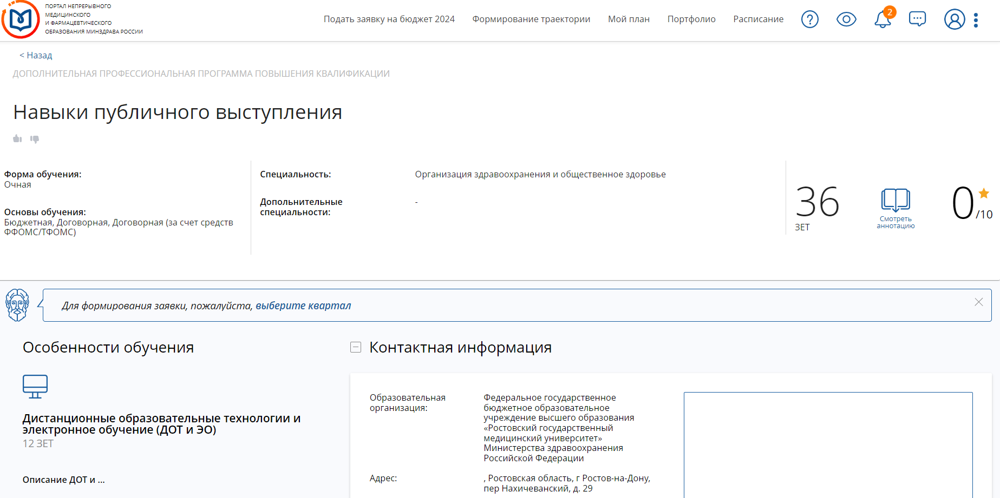 ПОРТАЛ НЕПРЕРЫВНОГО
МЕДИЦИНСКОГО
И ФАРМАЦЕВТИЧЕСКОГО
ОБРАЗОВАНИЯ МИНЗДРАВА РОССИИ
Подать заявку на бюджет 2024
Формирование траектории
Мой план
Портфолио
Расписание
?
2
< Назад
ДОПОЛНИТЕЛЬНАЯ ПРОФЕССИОНАЛЬНАЯ ПРОГРАММА ПОВЫШЕНИЯ КВАЛИФИКАЦИИ
Навыки публичного выступления
Форма обучения:
Очная
Основы обучения:
Бюджетная, Договорная, Договорная (за счет средств
ФФОМС/ТФОМС)
Специальность:
Организация здравоохранения и общественное здоровье
Допольнительные
специальности:
-
36
ЗЕТ
Смотреть
аннотацию
0
/10
Для формирования заявки, пожалуйста, выберите квартал
Особенности обучения
Дистанционные образовательные технологии и
электронное обучение (ДОТ и ЭО)
12 ЗЕТ
Описание ДОТ и ...
Контактная информация
Образовательная
организация:
Федеральное государственное
бюджетное образовательное
учреждение высшего образования
«Ростовский государственный
медицинский университет»
Министерства здравоохранения
Российской Федерации
Адрес:
, Ростовская область, г Ростов-на-Дону,
пер Нахичеванский, д. 29